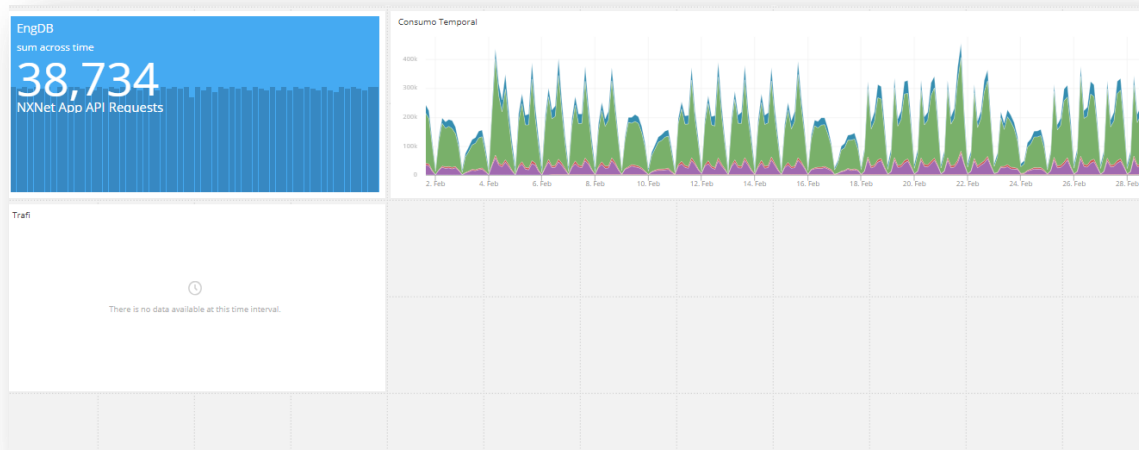 EngDB
sum across time
38,734
NXNet App API Requests
Consumo Temporal
400k
300k
200k
100k
0
2. Feb 4. Feb 6. Feb 8. Feb 10. Feb 12. Feb 14. Feb 16. Feb 18. Feb 20. Feb 22. Feb 24. Feb 26. Feb 28. Feb
Trafi
There is no data available at this time interval.